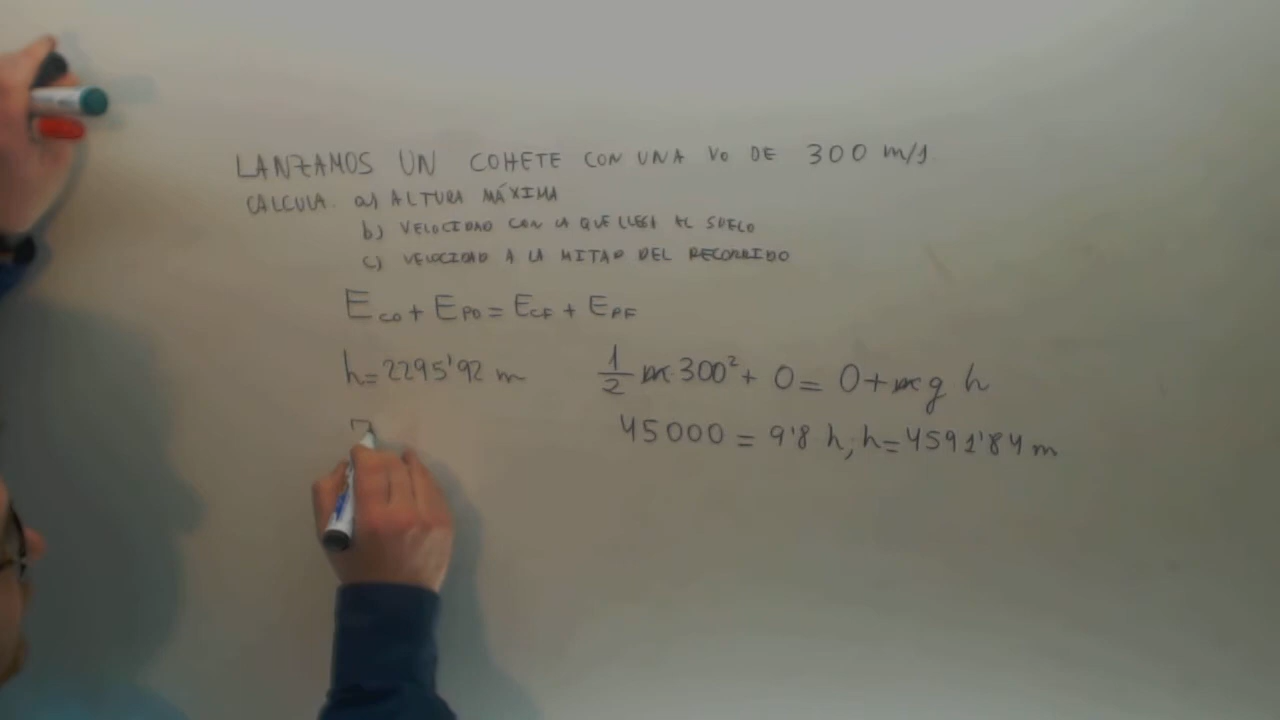 LANZAMOS UN COHETE CON UNA V0 DE 300 m/s.
CALCULA. a) ALTURA MÁXIMA
b) VELOCIDAD CON LA QUE LLEGA AL SUELO
c) VELOCIDAD A LA MITAD DEL RECORRIDO
Eco + Epo = Ecf + Epf
h=2295'92 m
1/2 m 300² + 0 = 0 + m g h
45000 = 9'8 h; h=4591'84 m